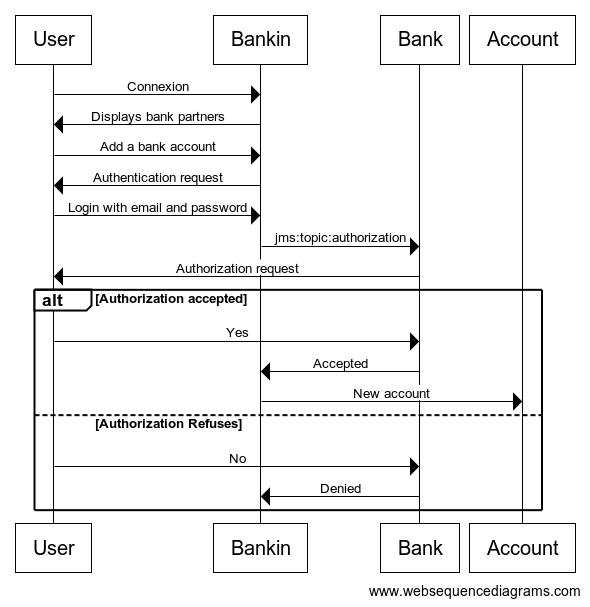 User Bankin Bank Account
Connexion
Displays bank partners
Add a bank account
Authentication request
Login with email and password
jms:topic:authorization
Authorization request
alt [Authorization accepted]
Yes
Accepted
New account
[Authorization Refuses]
No
Denied
User Bankin Bank Account
www.websequencediagrams.com